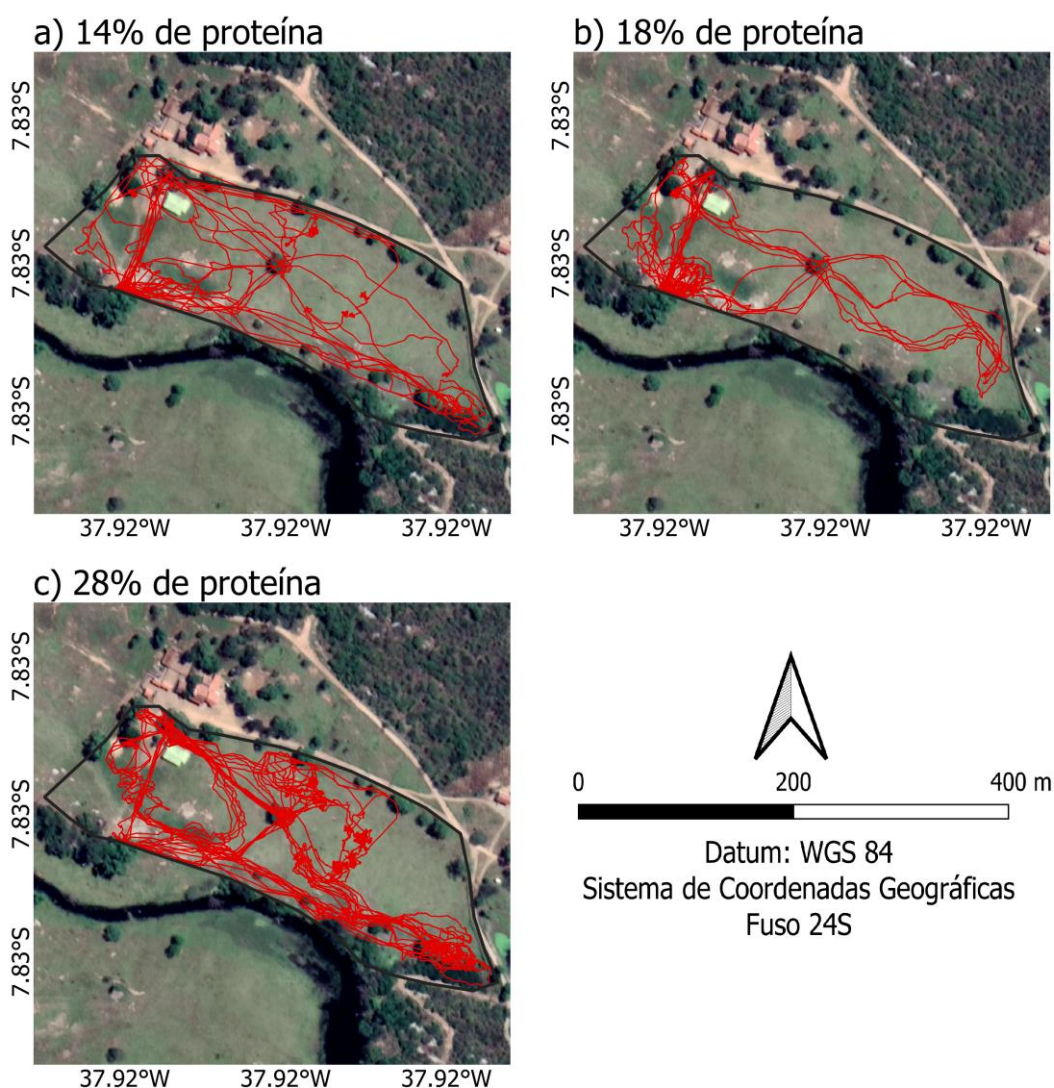 a) 14% de proteína
b) 18% de proteína
7.83°S
7.83°S
7.83°S
7.83°S
7.83°S
7.83°S
37.92°W
37.92°W
37.92°W
37.92°W
37.92°W
37.92°W
c) 28% de proteína
7.83°S
7.83°S
7.83°S
37.92°W
37.92°W
37.92°W
0
200
400 m
Datum: WGS 84
Sistema de Coordenadas Geográficas
Fuso 24S